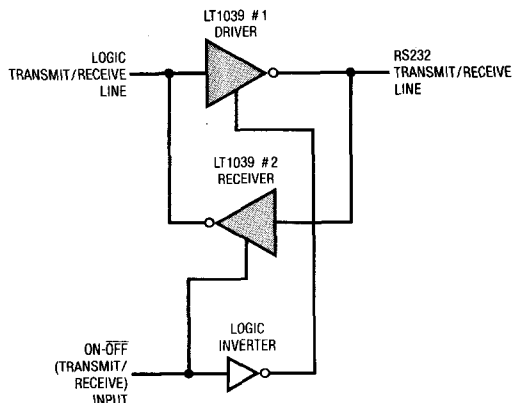 LT1039 #1
DRIVER
LOGIC
TRANSMIT/RECEIVE
LINE
RS232
TRANSMIT/RECEIVE
LINE
LT1039 #2
RECEIVER
LOGIC
INVERTER
ON-O̅F̅F̅
(TRANSMIT/
RECEIVE)
INPUT